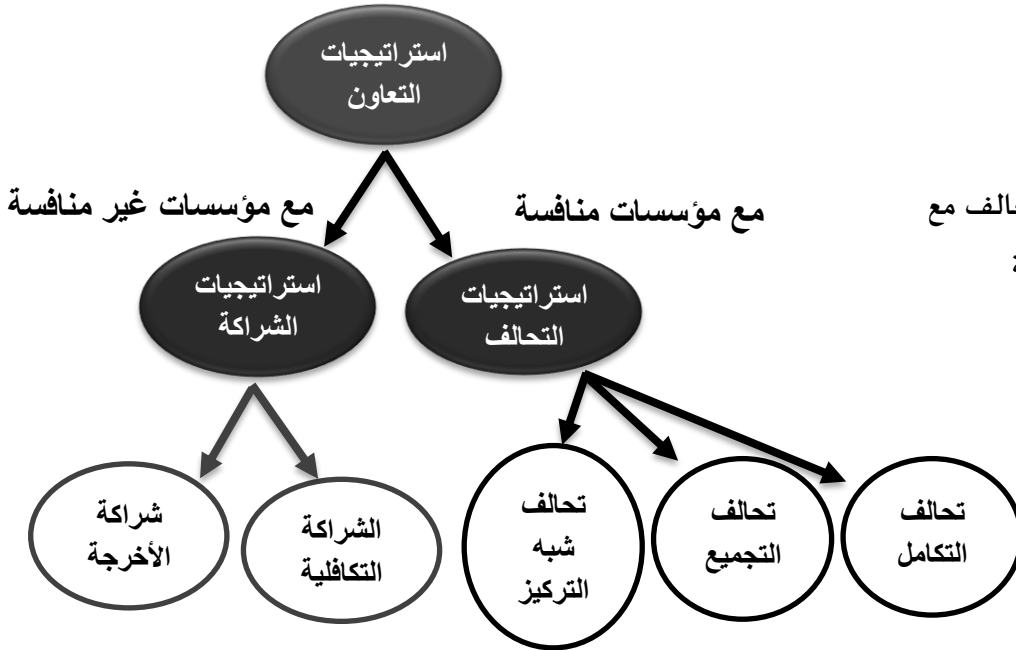 استراتيجيات
التعاون
مع مؤسسات منافسة
مع مؤسسات غير منافسة
استراتيجيات
التحالف
استراتيجيات
الشراكة
تحالف
التكامل
تحالف
التجميع
تحالف
شبه
التركيز
الشراكة
التكافلية
شراكة
الأخرجة
مع